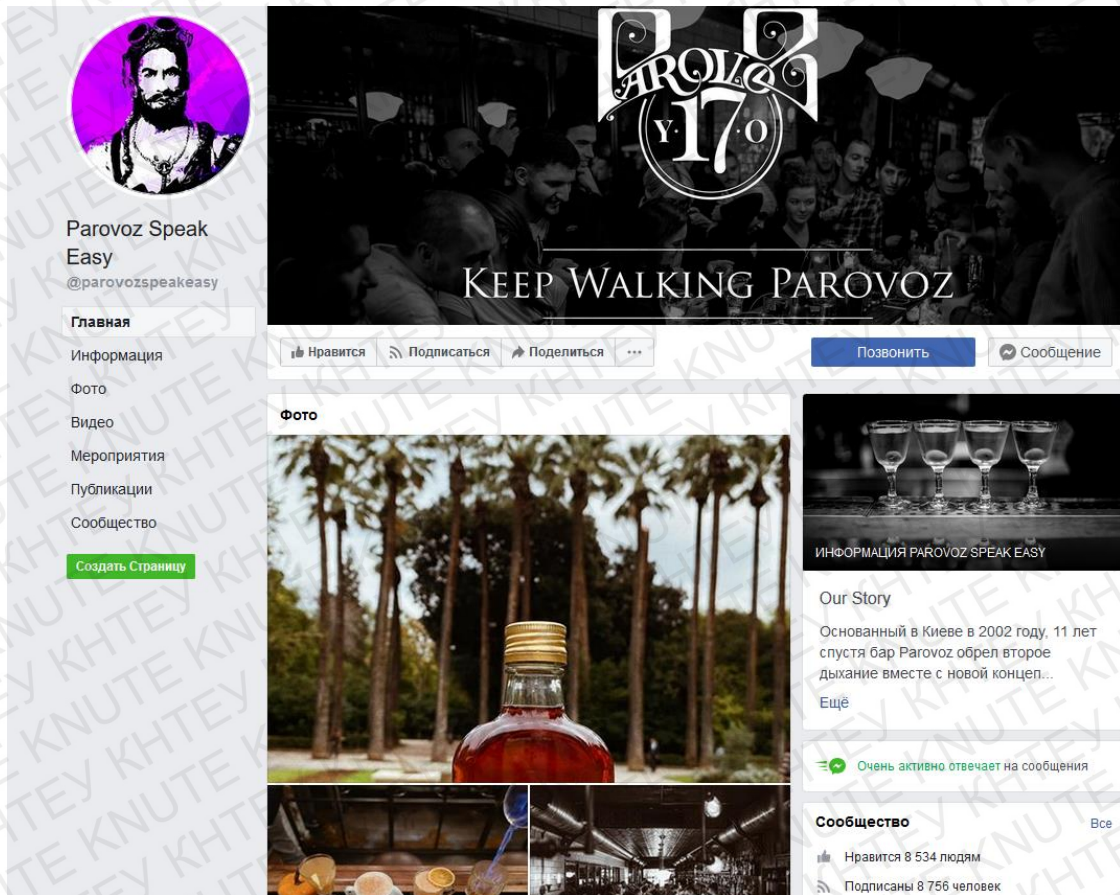 PAROVOZ
Y·17·O
KEEP WALKING PAROVOZ
Parovoz Speak
Easy
@parovozspeakeasy
Главная
Информация
Фото
Видео
Мероприятия
Публикации
Сообщество
Создать Страницу
Нравится Подписаться Поделиться ...
Позвонить Сообщение
Фото
ИНФОРМАЦИЯ PAROVOZ SPEAK EASY
Our Story
Основанный в Киеве в 2002 году, 11 лет
спустя бар Parovoz обрел второе
дыхание вместе с новой концеп...
Ещё
Очень активно отвечает на сообщения
Сообщество Все
Нравится 8 534 людям
Подписаны 8 756 человек
KNUTE KHTEY